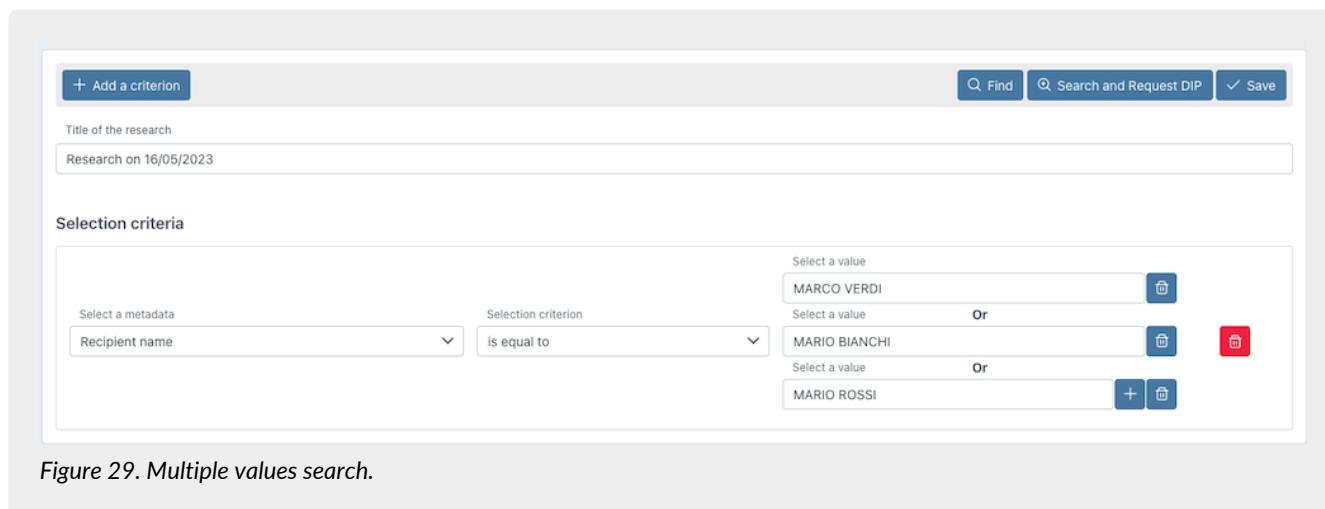 Add a criterion
Find
Search and Request DIP
Save
Title of the research
Research on 16/05/2023
Selection criteria
Select a value
MARCO VERDI
Select a metadata
Selection criterion
Select a value
Or
Recipient name
is equal to
MARIO BIANCHI
Select a value
Or
MARIO ROSSI
Figure 29. Multiple values search.